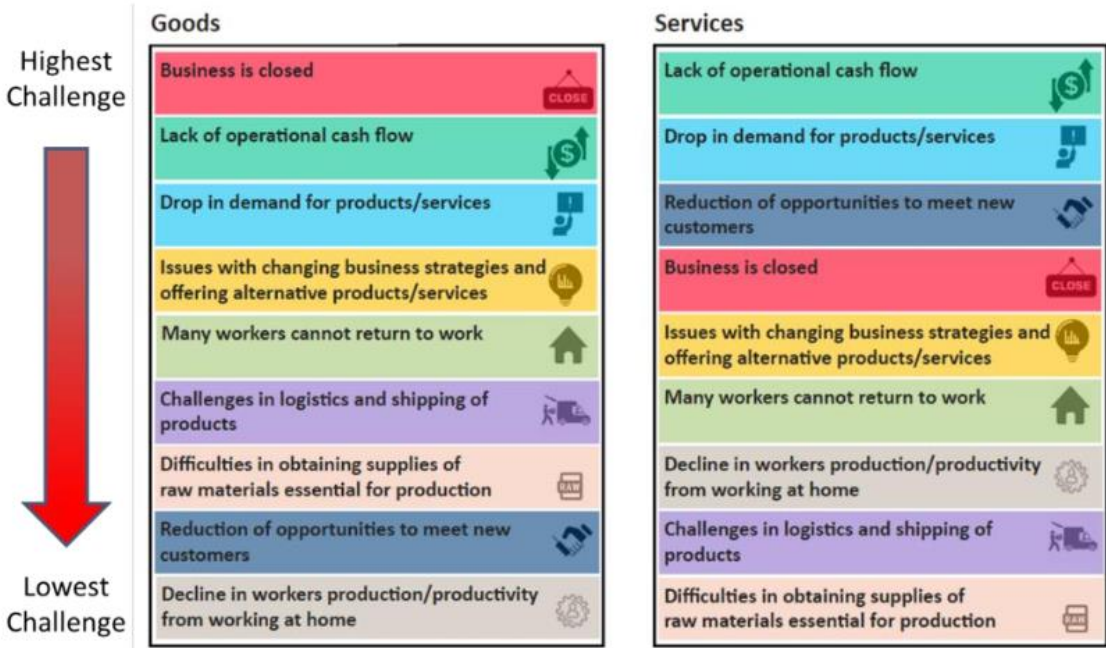 Goods
Services
Highest
Challenge
Lowest
Challenge
Business is closed
CLOSE
Lack of operational cash flow
$
Drop in demand for products/services
!
Issues with changing business strategies and
offering alternative products/services
Many workers cannot return to work
Challenges in logistics and shipping of
products
Difficulties in obtaining supplies of
raw materials essential for production
RAW
Reduction of opportunities to meet new
customers
Decline in workers production/productivity
from working at home
Lack of operational cash flow
$
Drop in demand for products/services
!
Reduction of opportunities to meet new
customers
Business is closed
CLOSE
Issues with changing business strategies and
offering alternative products/services
Many workers cannot return to work
Decline in workers production/productivity
from working at home
Challenges in logistics and shipping of
products
Difficulties in obtaining supplies of
raw materials essential for production
RAW